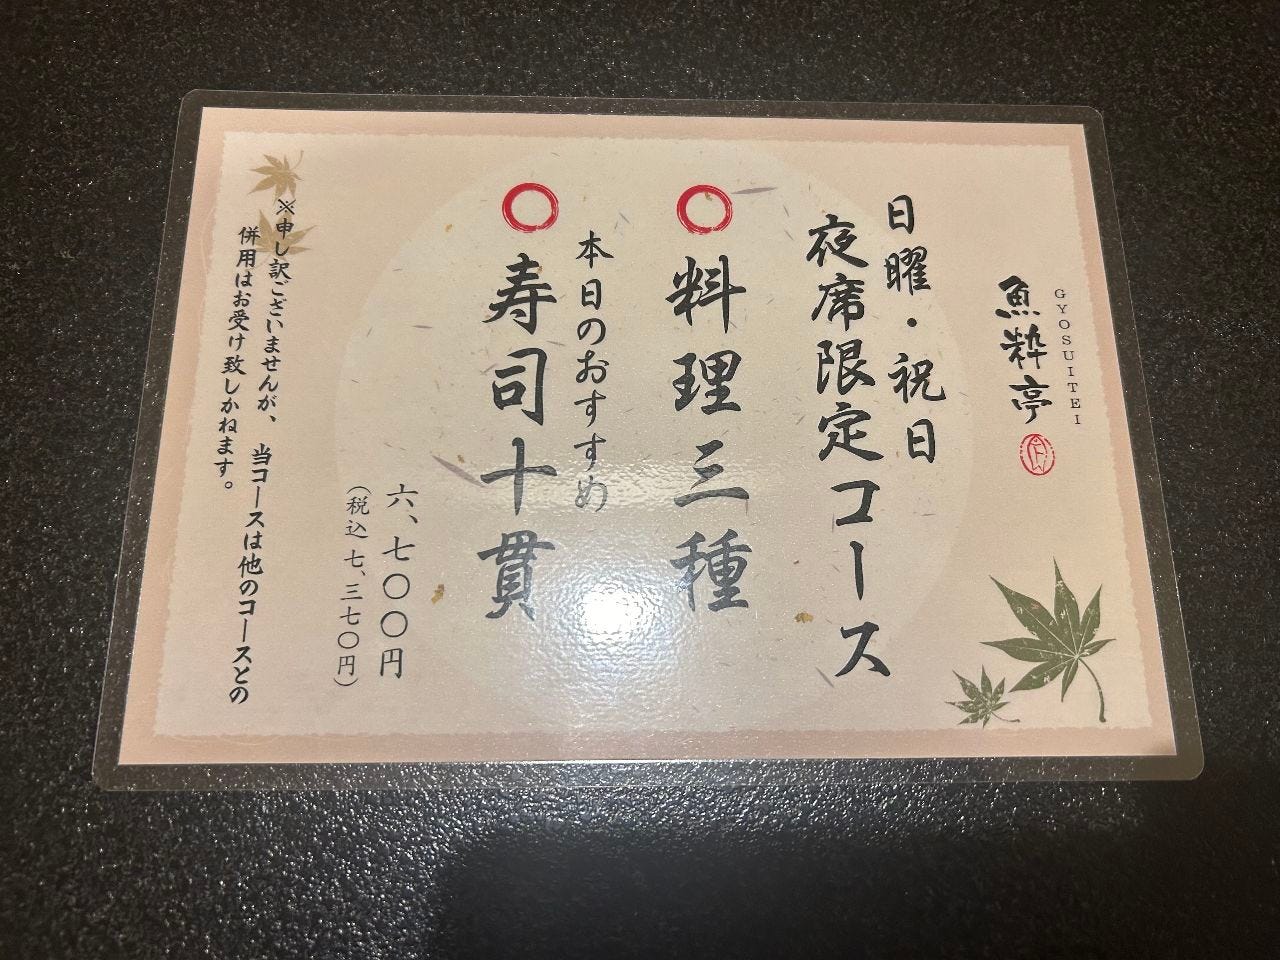 魚粋亭
GYOSUITEI
日曜・祝日
夜席限定コース
料理三種
本日のおすすめ
寿司十貫
六、七〇〇円
（税込 七、三七〇円）
※申し訳ございませんが、当コースは他のコースとの
併用はお受け致しかねます。